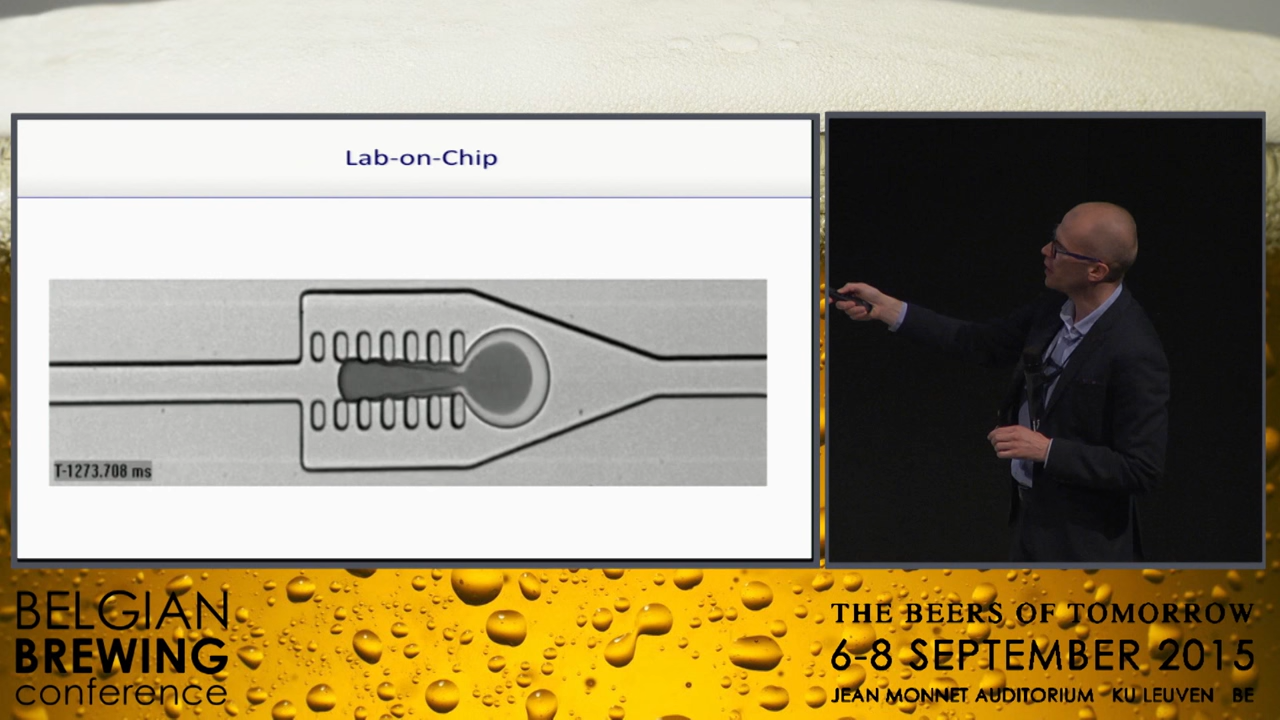 Lab-on-Chip
T-1273.708 ms
BELGIAN
BREWING
conference
THE BEERS OF TOMORROW
6-8 SEPTEMBER 2015
JEAN MONNET AUDITORIUM KU LEUVEN BE